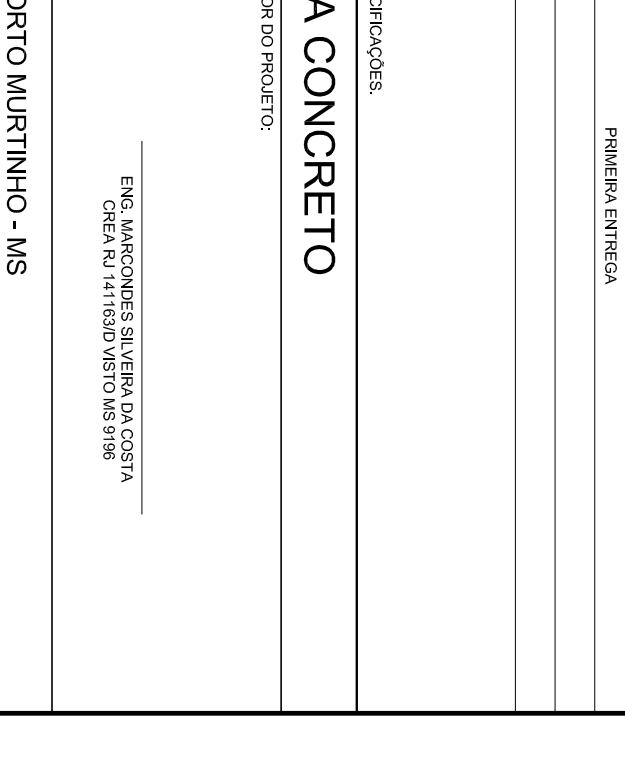 PRIMEIRA ENTREGA
CIFICAÇÕES.
A CONCRETO
OR DO PROJETO:
ENG. MARCONDES SILVEIRA DA COSTA
CREA RJ 141163/D VISTO MS 9196
ORTO MURTINHO - MS